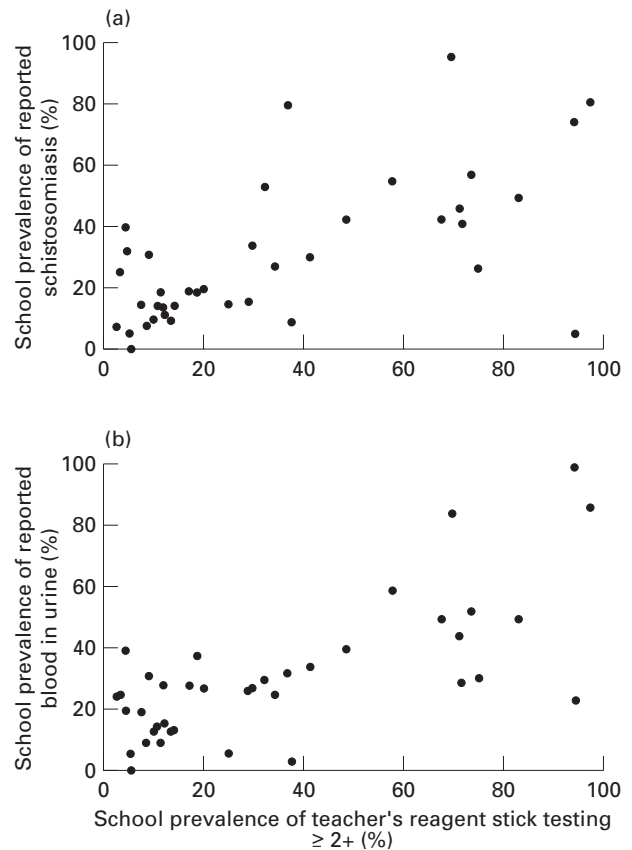 (a)
School prevalence of reported
schistosomiasis (%)
100
80
60
40
20
0
0 20 40 60 80 100
(b)
School prevalence of reported
blood in urine (%)
100
80
60
40
20
0
0 20 40 60 80 100
School prevalence of teacher's reagent stick testing
≥ 2+ (%)